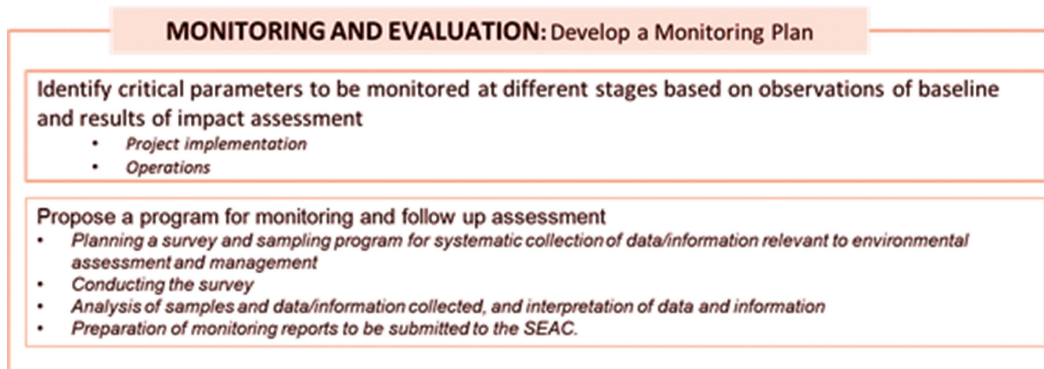 MONITORING AND EVALUATION: Develop a Monitoring Plan
Identify critical parameters to be monitored at different stages based on observations of baseline
and results of impact assessment
• Project implementation
• Operations
Propose a program for monitoring and follow up assessment
• Planning a survey and sampling program for systematic collection of data/information relevant to environmental
assessment and management
• Conducting the survey
• Analysis of samples and data/information collected, and interpretation of data and information
• Preparation of monitoring reports to be submitted to the SEAC.